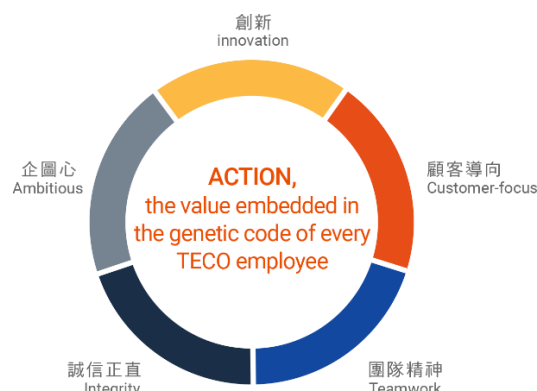 創新
innovation
企圖心
Ambitious
ACTION,
the value embedded in
the genetic code of every
TECO employee
顧客導向
Customer-focus
誠信正直
Integrity
團隊精神
Teamwork